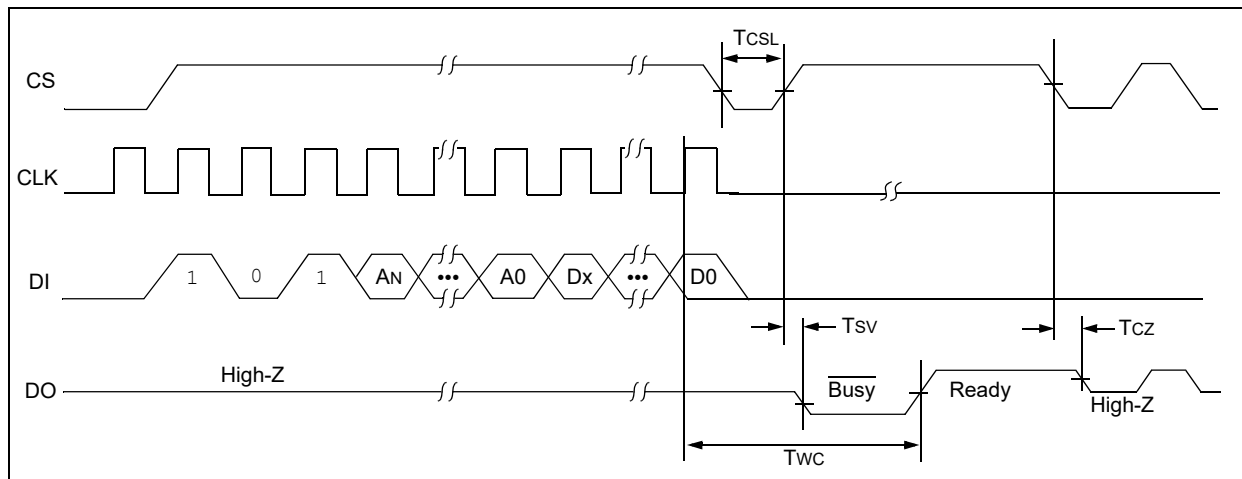 TCSL
CS
CLK
DI 1 0 1 AN ••• A0 Dx ••• D0
TSV TCZ
DO High-Z Busy Ready High-Z
TWC